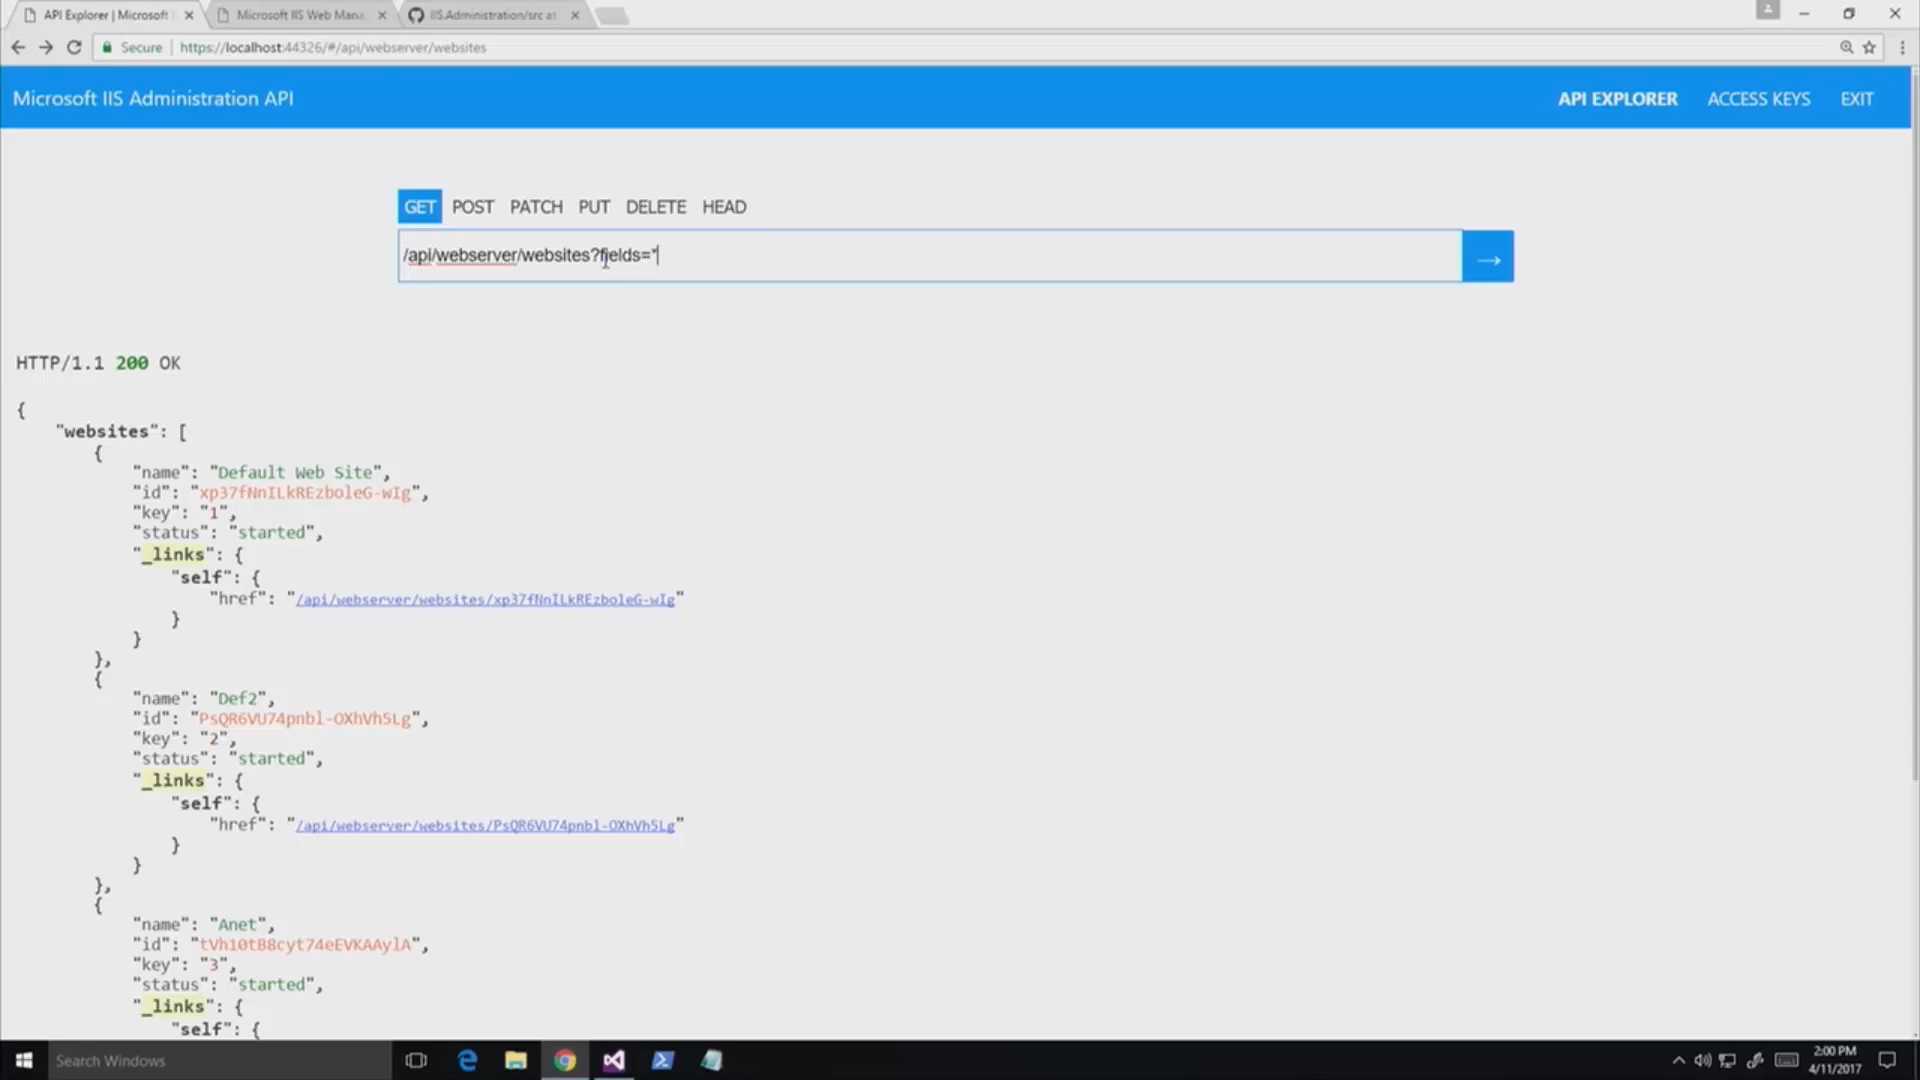 API Explorer | Microsoft
Microsoft IIS Web Mana
IIS.Administration/src at
Secure | https://localhost:44326/#/api/webserver/websites
Microsoft IIS Administration API
API EXPLORER ACCESS KEYS EXIT
GET POST PATCH PUT DELETE HEAD
/api/webserver/websites?fields=*
→
HTTP/1.1 200 OK
{
"websites": [
{
"name": "Default Web Site",
"id": "xp37fNnILkREzboleG-wIg",
"key": "1",
"status": "started",
"_links": {
"self": {
"href": "/api/webserver/websites/xp37fNnILkREzboleG-wIg"
}
}
},
{
"name": "Def2",
"id": "PsQR6VU74pnbl-OXhVh5Lg",
"key": "2",
"status": "started",
"_links": {
"self": {
"href": "/api/webserver/websites/PsQR6VU74pnbl-OXhVh5Lg"
}
}
},
{
"name": "Anet",
"id": "tVh10tB8cyt74eEVKAAylA",
"key": "3",
"status": "started",
"_links": {
"self": {
Search Windows
2:00 PM
4/11/2017